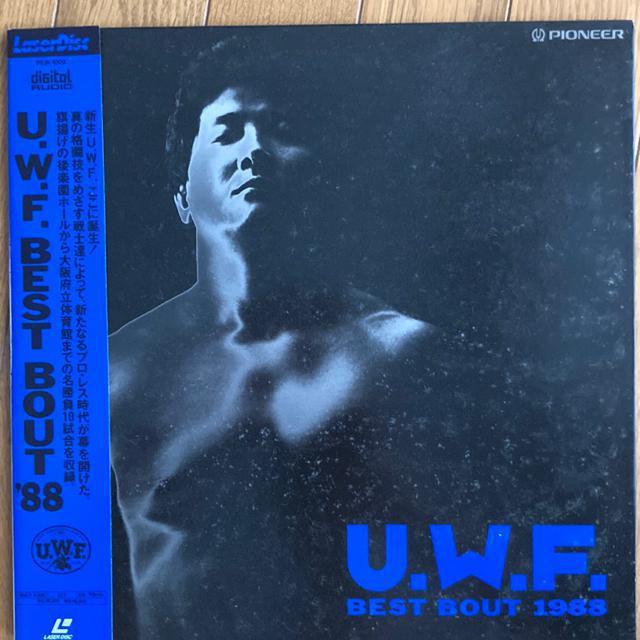 LaserDisc
digital
AUDIO
U.W.F. BEST BOUT '88
新生U.W.F.ここに誕生!
真の格闘技をめざす戦士達によって、新たなるプロ・レス時代が幕を開けた。
旗揚げの後楽園ホールから大阪府立体育館までの名勝負10試合を収録。
U.W.F.
LASER DISC
PIONEER
U.W.F.
BEST BOUT 1988